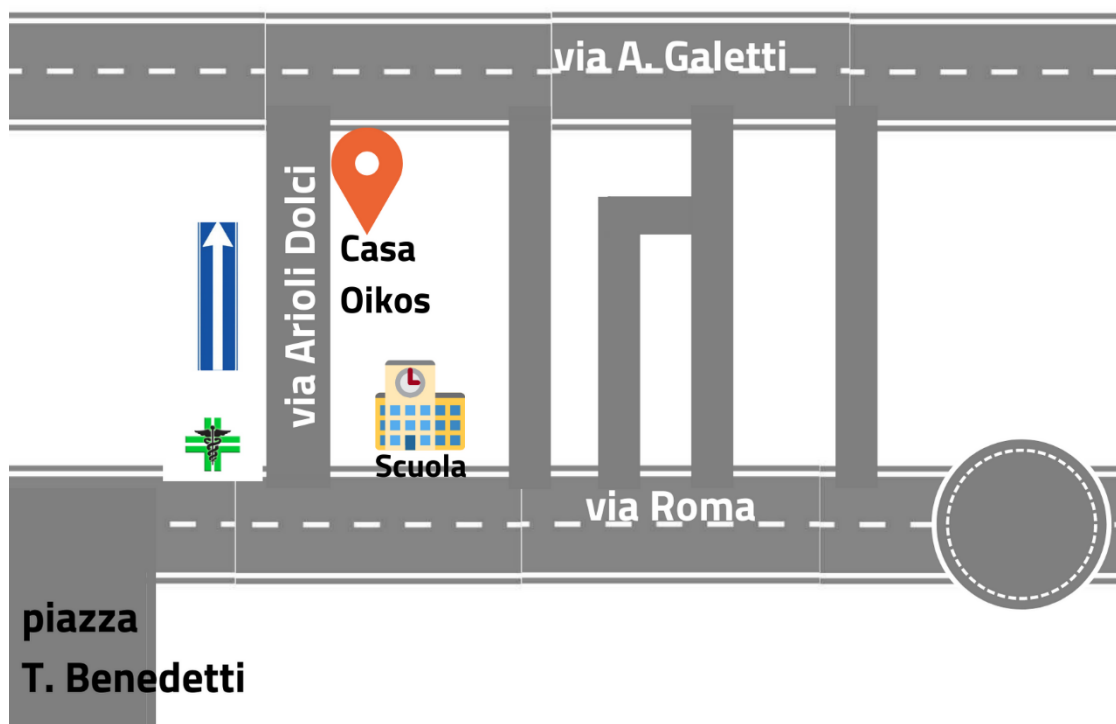 via A. Galetti
via Arioli Dolci
Casa
Oikos
Scuola
via Roma
piazza
T. Benedetti